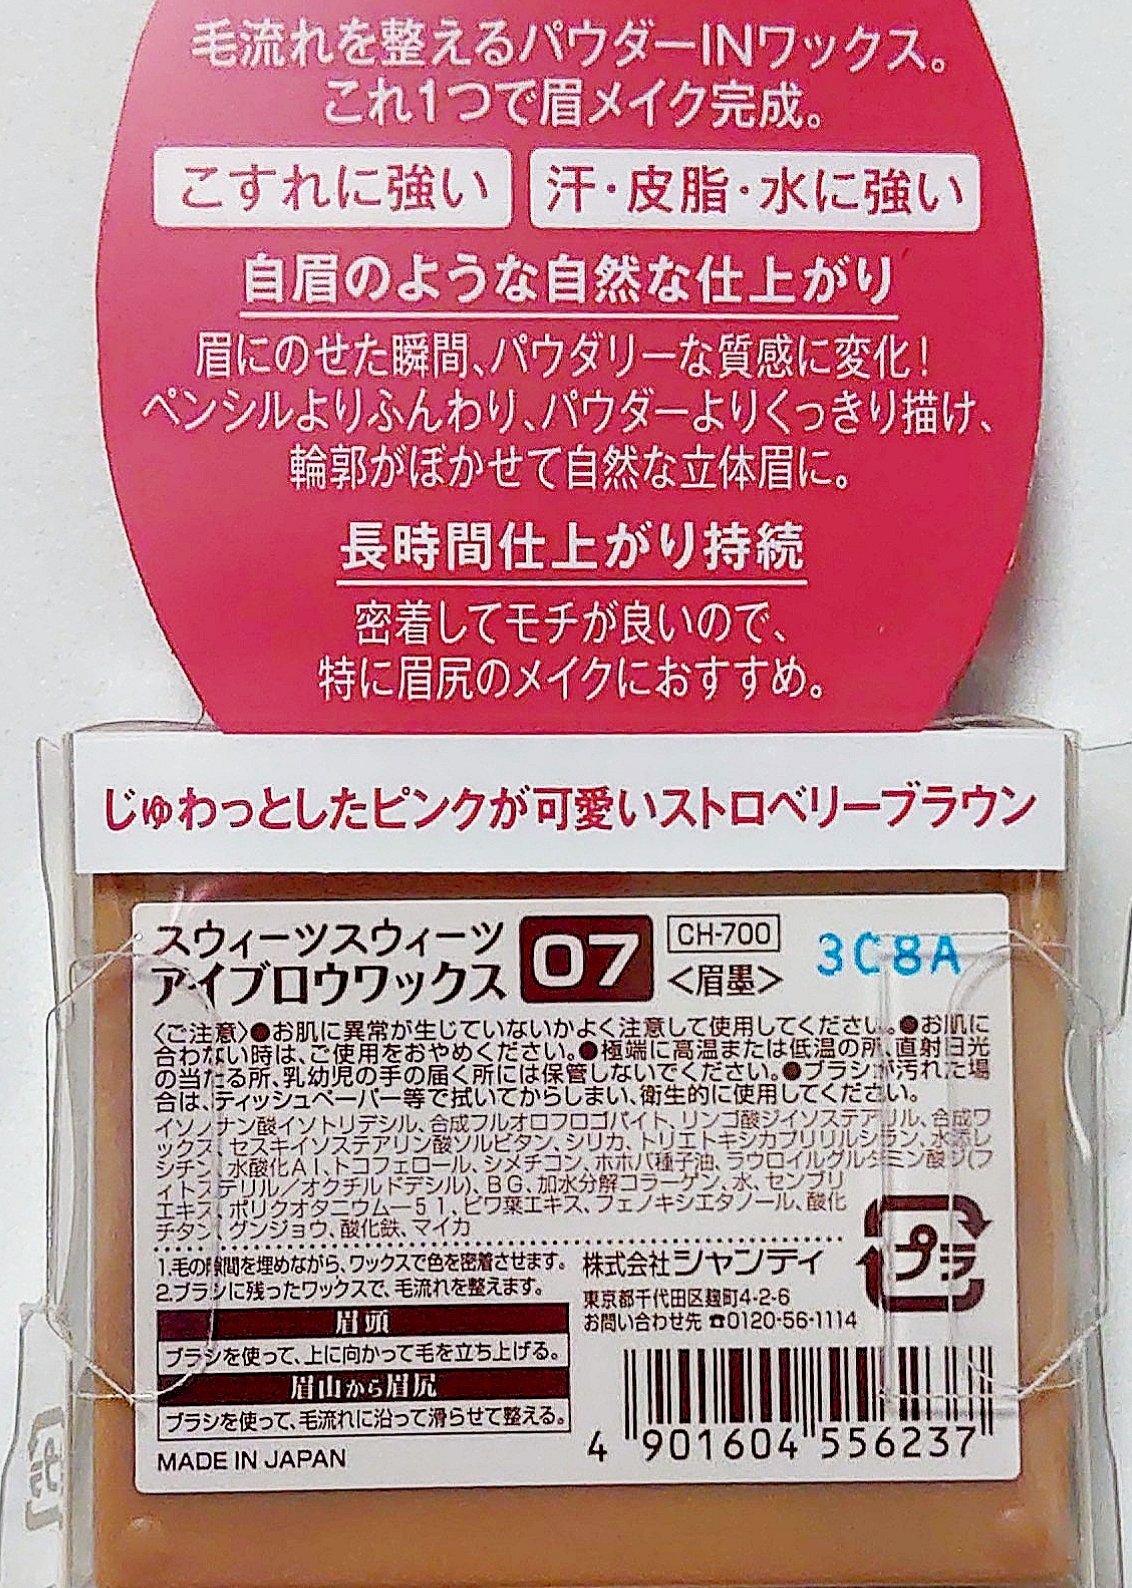 毛流れを整えるパウダーINワックス。
これ1つで眉メイク完成。
こすれに強い
汗・皮脂・水に強い
自眉のような自然な仕上がり
眉にのせた瞬間、パウダリーな質感に変化！
ペンシルよりふんわり、パウダーよりくっきり描け、
輪郭がぼかせて自然な立体眉に。
長時間仕上がり持続
密着してモチが良いので、
特に眉尻のメイクにおすすめ。
じゅわっとしたピンクが可愛いストロベリーブラウン
スウィーツスウィーツ
アイブロウワックス
07
CH-700
＜眉墨＞
3C8A
〈ご注意〉●お肌に異常が生じていないかよく注意して使用してください。●お肌に
合わない時は、ご使用をおやめください。●極端に高温または低温の所、直射日光
の当たる所、乳幼児の手の届く所には保管しないでください。●ブラシが汚れた場
合は、ティッシュペーパー等で拭いてからしまい、衛生的に使用してください。
イソノナン酸イソトリデシル、合成フルオロフロゴパイト、リンゴ酸ジイソステアリル、合成ワ
ックス、セスキイソステアリン酸ソルビタン、シリカ、トリエトキシカプリリルシラン、水添レ
シチン、水酸化Ａｌ、トコフェロール、ジメチコン、ホホバ種子油、ラウロイルグルタミン酸ジ(フ
ィトステリル／オクチルドデシル)、ＢＧ、加水分解コラーゲン、水、センブリ
エキス、ポリクオタニウム－５１、ビワ葉エキス、フェノキシエタノール、酸化
チタン、グンジョウ、酸化鉄、マイカ
1.毛の隙間を埋めながら、ワックスで色を密着させます。
2.ブラシに残ったワックスで、毛流れを整えます。
眉頭
ブラシを使って、上に向かって毛を立ち上げる。
眉山から眉尻
ブラシを使って、毛流れに沿って滑らせて整える。
MADE IN JAPAN
株式会社シャンティ
東京都千代田区麹町4-2-6
お問い合わせ先 ☎0120-56-1114
プラ
4 901604 556237